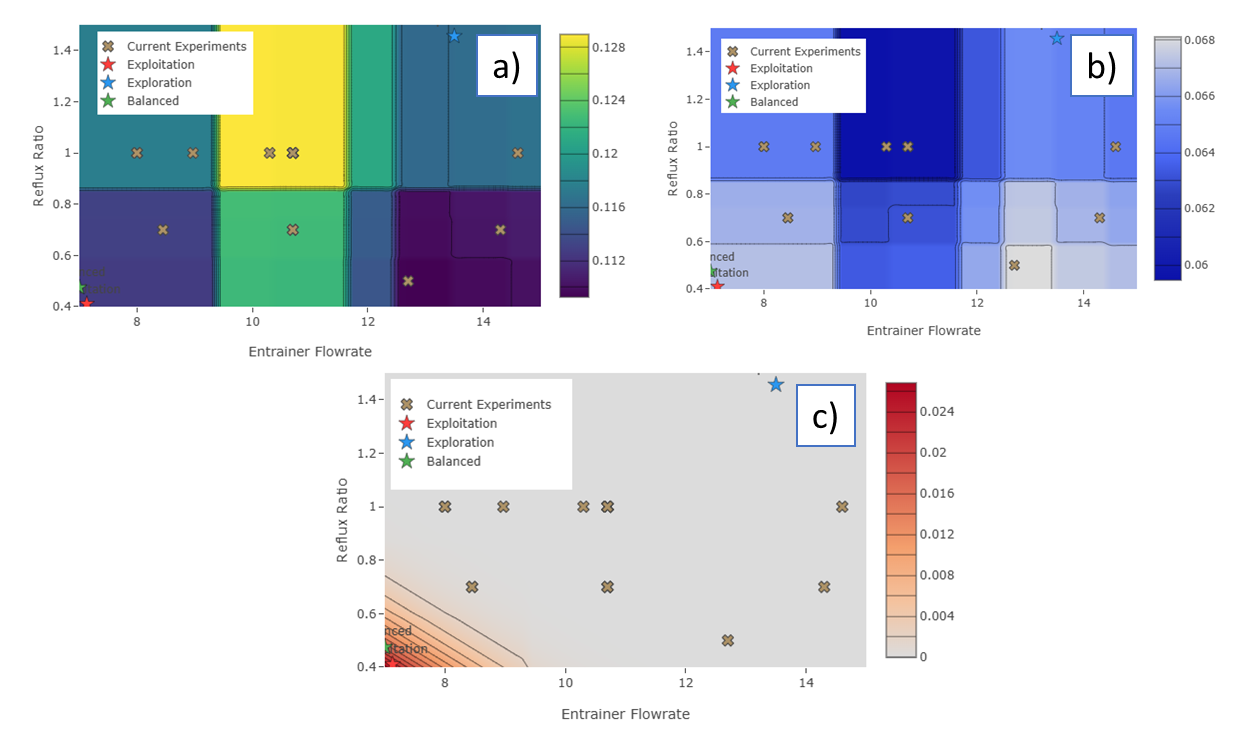 a)
Current Experiments
Exploitation
Exploration
Balanced
1.4
1.2
1
0.8
0.6
0.4
Reflux Ratio
8
10
12
14
Entrainer Flowrate
0.128
0.124
0.12
0.116
0.112
b)
Current Experiments
Exploitation
Exploration
Balanced
1.4
1.2
1
0.8
0.6
0.4
Reflux Ratio
nced
itation
8
10
12
14
Entrainer Flowrate
0.068
0.066
0.064
0.062
0.06
c)
Current Experiments
Exploitation
Exploration
Balanced
1.4
1.2
1
0.8
0.6
0.4
Reflux Ratio
nced
itation
8
10
12
14
Entrainer Flowrate
0.024
0.02
0.016
0.012
0.008
0.004
0